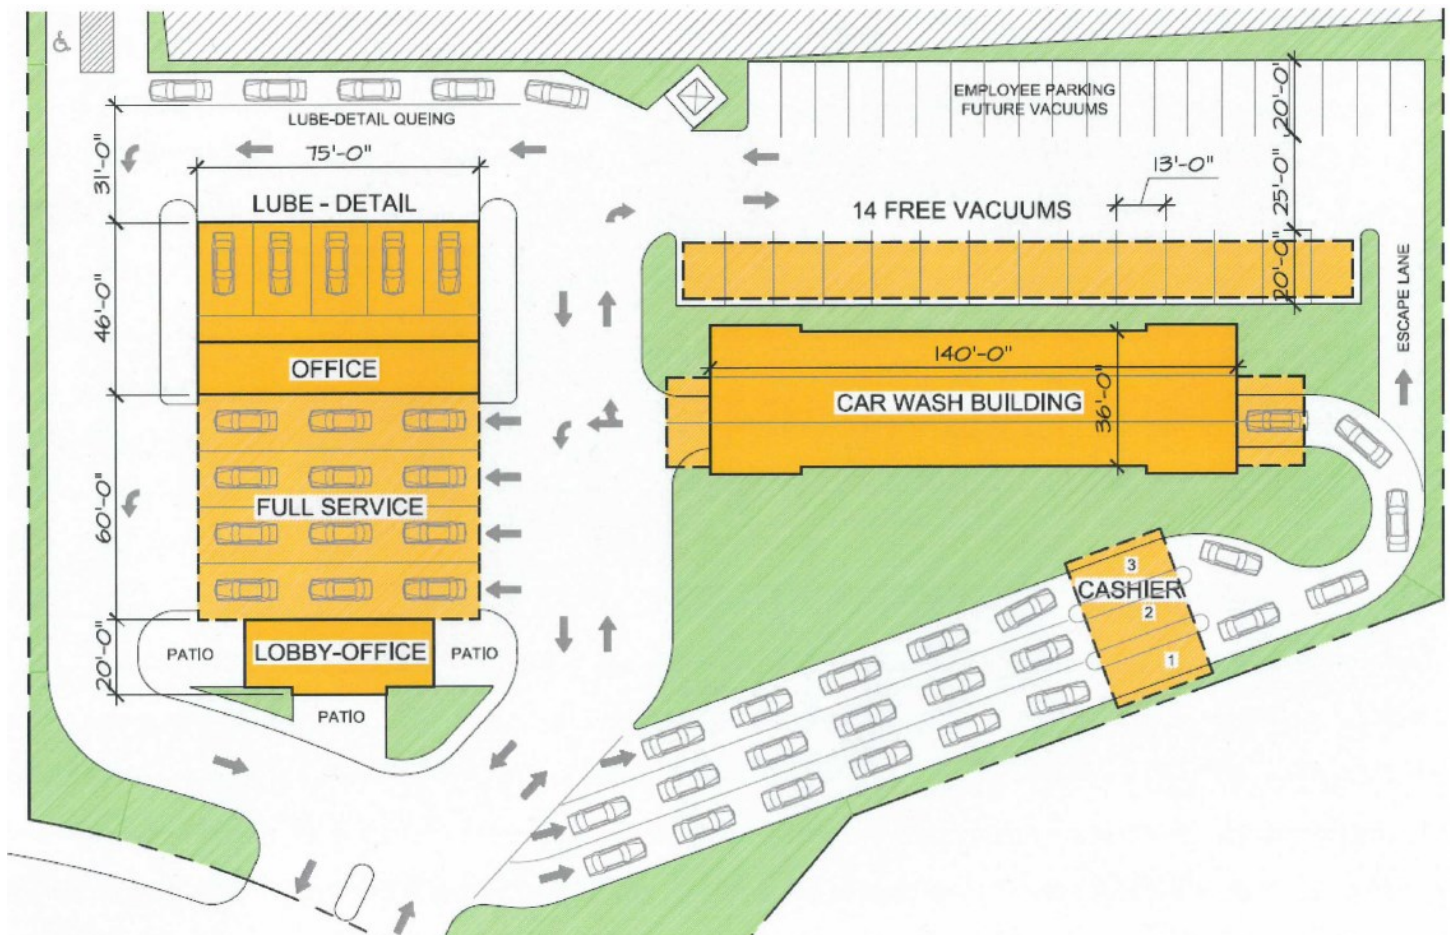 EMPLOYEE PARKING
FUTURE VACUUMS
20'-0"
LUBE-DETAIL QUEING
31'-0"
75'-0"
13'-0"
25'-0"
LUBE - DETAIL
14 FREE VACUUMS
20'-0"
ESCAPE LANE
46'-0"
OFFICE
140'-0"
36'-0"
CAR WASH BUILDING
FULL SERVICE
60'-0"
3
CASHIER
2
1
20'-0"
PATIO
LOBBY-OFFICE
PATIO
PATIO